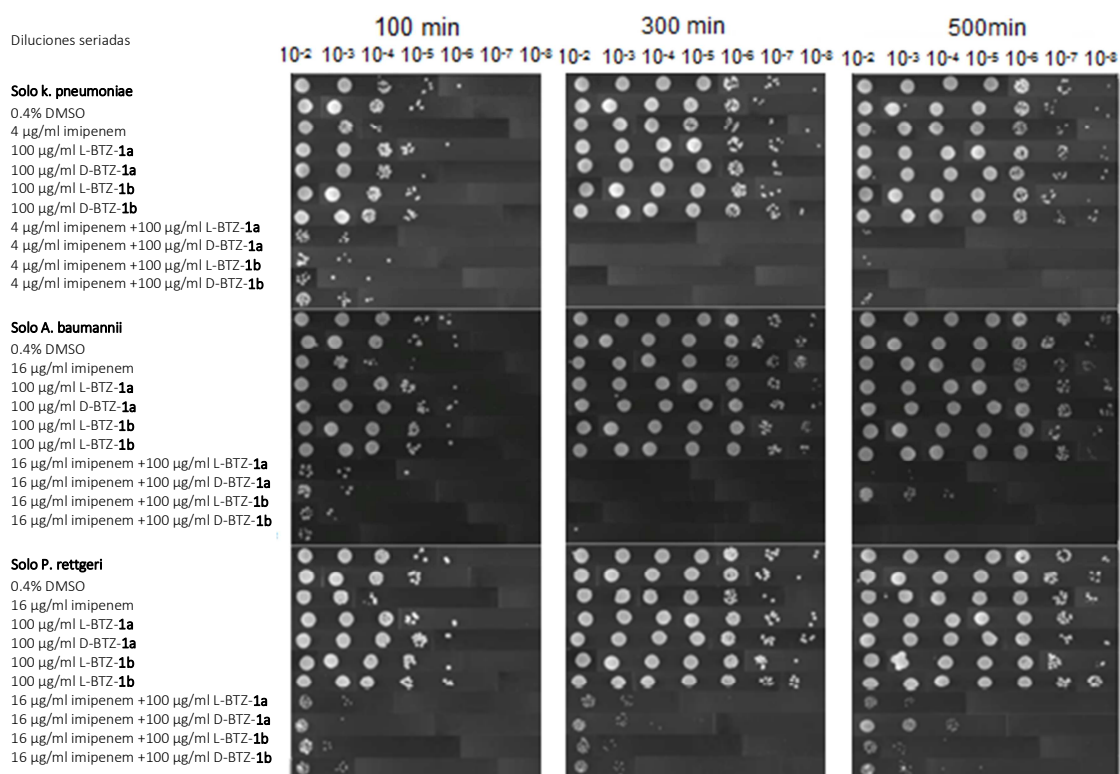 100 min 300 min 500min
Diluciones seriadas
10-2 10-3 10-4 10-5 10-6 10-7 10-8 10-2 10-3 10-4 10-5 10-6 10-7 10-8 10-2 10-3 10-4 10-5 10-6 10-7 10-8
Solo k. pneumoniae
0.4% DMSO
4 µg/ml imipenem
100 µg/ml L-BTZ-1a
100 µg/ml D-BTZ-1a
100 µg/ml L-BTZ-1b
100 µg/ml D-BTZ-1b
4 µg/ml imipenem +100 µg/ml L-BTZ-1a
4 µg/ml imipenem +100 µg/ml D-BTZ-1a
4 µg/ml imipenem +100 µg/ml L-BTZ-1b
4 µg/ml imipenem +100 µg/ml D-BTZ-1b
Solo A. baumannii
0.4% DMSO
16 µg/ml imipenem
100 µg/ml L-BTZ-1a
100 µg/ml D-BTZ-1a
100 µg/ml L-BTZ-1b
100 µg/ml L-BTZ-1b
16 µg/ml imipenem +100 µg/ml L-BTZ-1a
16 µg/ml imipenem +100 µg/ml D-BTZ-1a
16 µg/ml imipenem +100 µg/ml L-BTZ-1b
16 µg/ml imipenem +100 µg/ml D-BTZ-1b
Solo P. rettgeri
0.4% DMSO
16 µg/ml imipenem
100 µg/ml L-BTZ-1a
100 µg/ml D-BTZ-1a
100 µg/ml L-BTZ-1b
100 µg/ml L-BTZ-1b
16 µg/ml imipenem +100 µg/ml L-BTZ-1a
16 µg/ml imipenem +100 µg/ml D-BTZ-1a
16 µg/ml imipenem +100 µg/ml L-BTZ-1b
16 µg/ml imipenem +100 µg/ml D-BTZ-1b